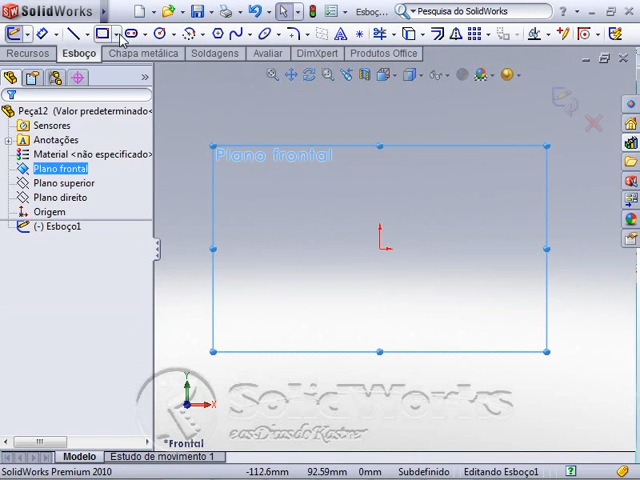 SolidWorks
Esboç...
Pesquisa do SolidWorks
Recursos
Esboço
Chapa metálica
Soldagens
Avaliar
DimXpert
Produtos Office
Peça12 (Valor predeterminado<
Sensores
Anotações
Material <não especificado>
Plano frontal
Plano superior
Plano direito
Origem
(-) Esboço1
Plano frontal
Y
X
SolidWorks
*Frontal
Modelo
Estudo de movimento 1
SolidWorks Premium 2010
-112.6mm
92.59mm
0mm
Subdefinido
Editando Esboço1